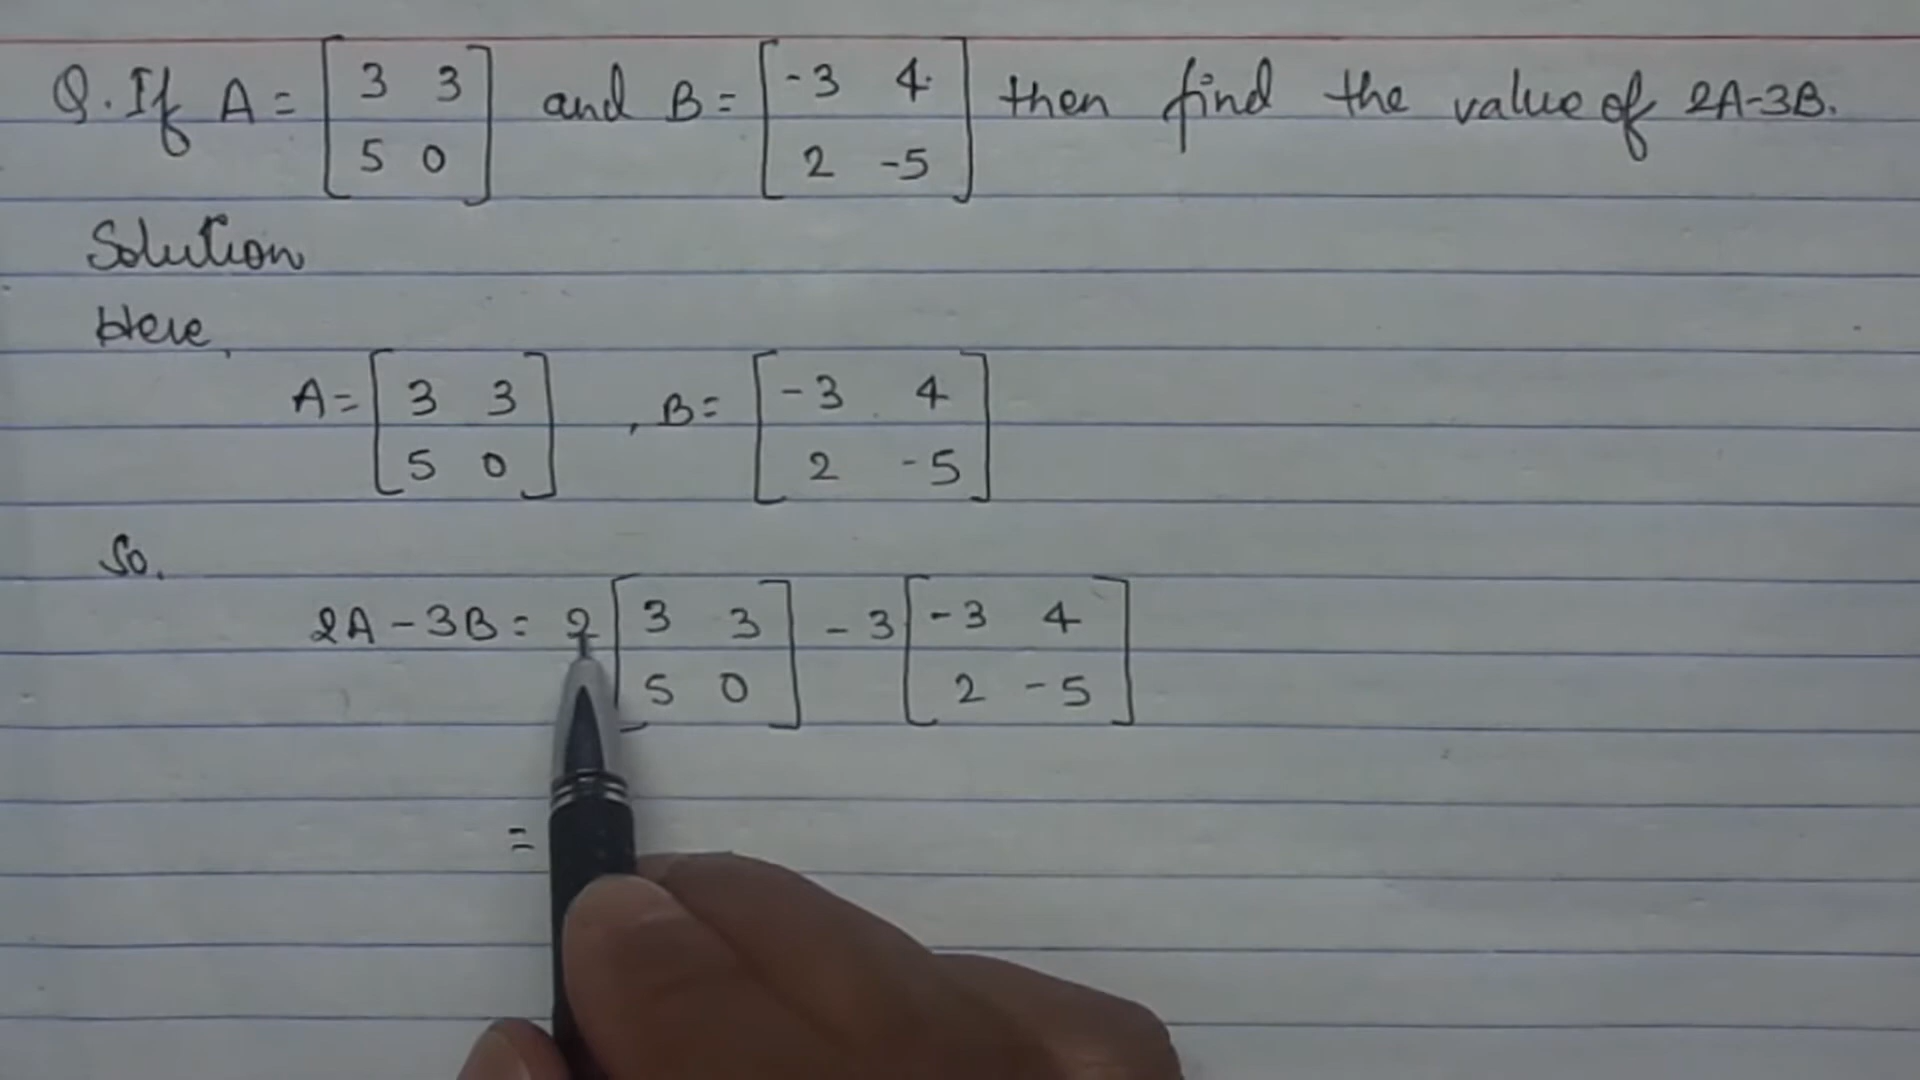 Q. If A = [3 3 5 0] and B = [-3 4 2 -5] then find the value of 2A-3B.
Solution
Here,
A = [3 3 5 0], B = [-3 4 2 -5]
So,
2A - 3B = 2 [3 3 5 0] - 3 [-3 4 2 -5]
=